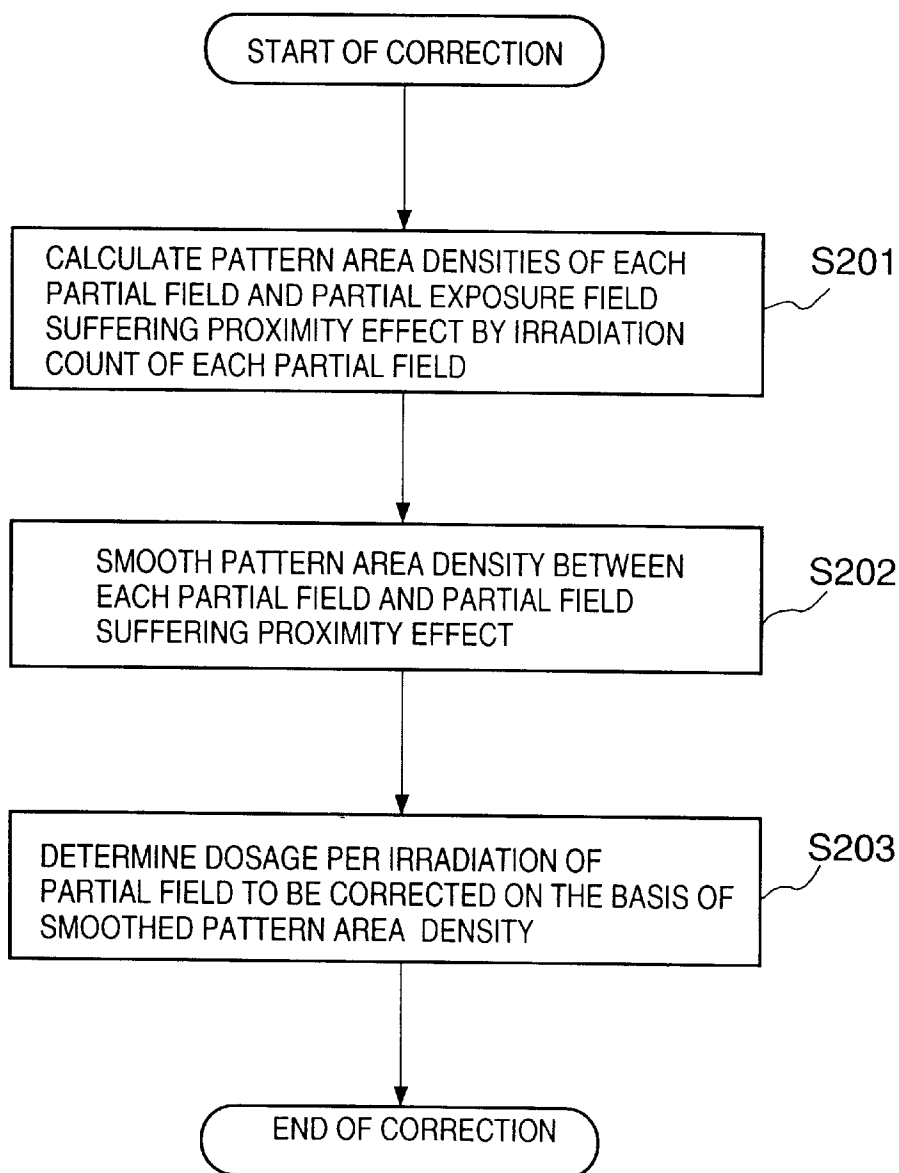 START OF CORRECTION
CALCULATE PATTERN AREA DENSITIES OF EACH
PARTIAL FIELD AND PARTIAL EXPOSURE FIELD
SUFFERING PROXIMITY EFFECT BY IRRADIATION
COUNT OF EACH PARTIAL FIELD
S201
SMOOTH PATTERN AREA DENSITY BETWEEN
EACH PARTIAL FIELD AND PARTIAL FIELD
SUFFERING PROXIMITY EFFECT
S202
DETERMINE DOSAGE PER IRRADIATION OF
PARTIAL FIELD TO BE CORRECTED ON THE BASIS OF
SMOOTHED PATTERN AREA DENSITY
S203
END OF CORRECTION